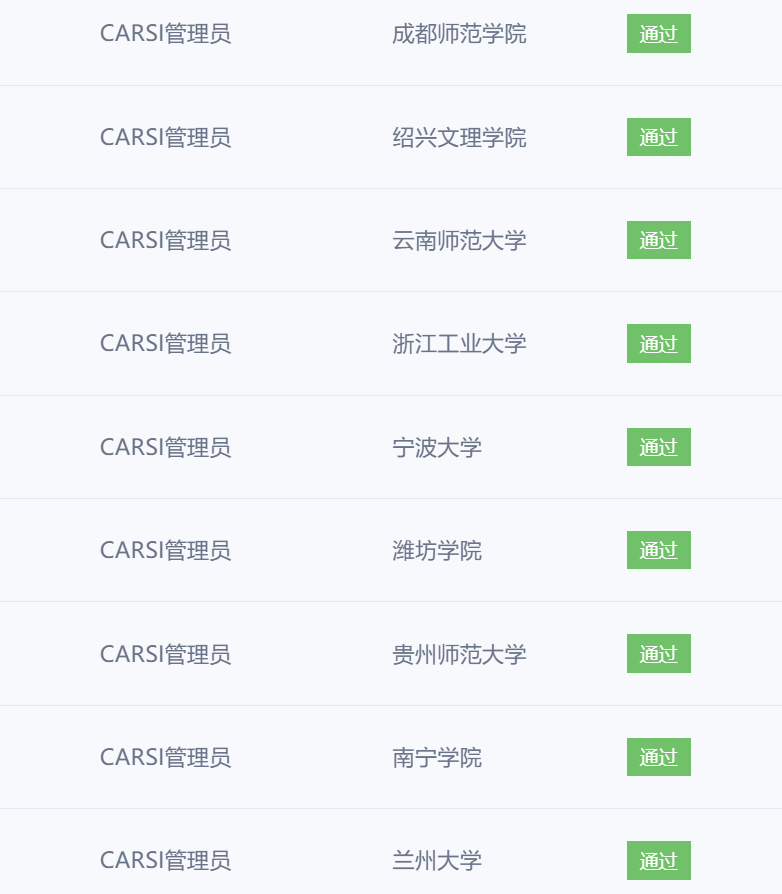 CARSI管理员 成都师范学院 通过
CARSI管理员 绍兴文理学院 通过
CARSI管理员 云南师范大学 通过
CARSI管理员 浙江工业大学 通过
CARSI管理员 宁波大学 通过
CARSI管理员 潍坊学院 通过
CARSI管理员 贵州师范大学 通过
CARSI管理员 南宁学院 通过
CARSI管理员 兰州大学 通过